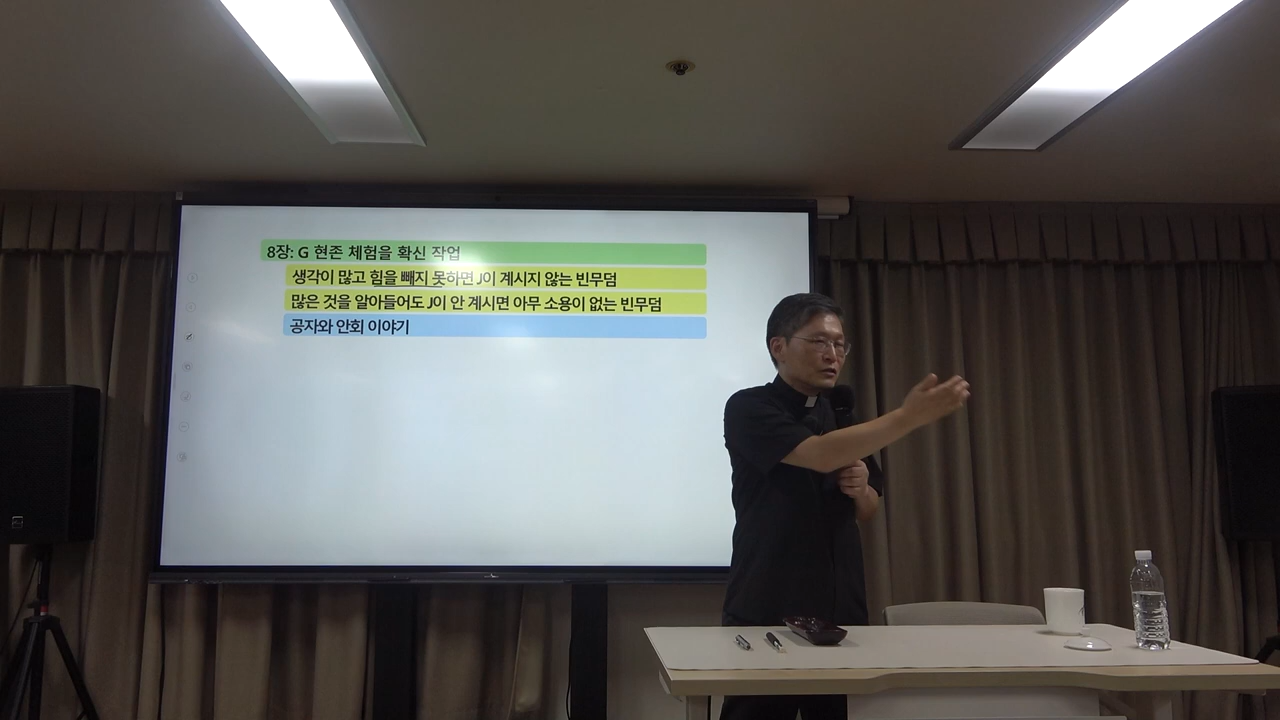 8장: G 현존 체험을 확신 작업
생각이 많고 힘을 빼지 못하면 J이 계시지 않는 빈무덤
많은 것을 알아들어도 J이 안 계시면 아무 소용이 없는 빈무덤
공자와 안회 이야기